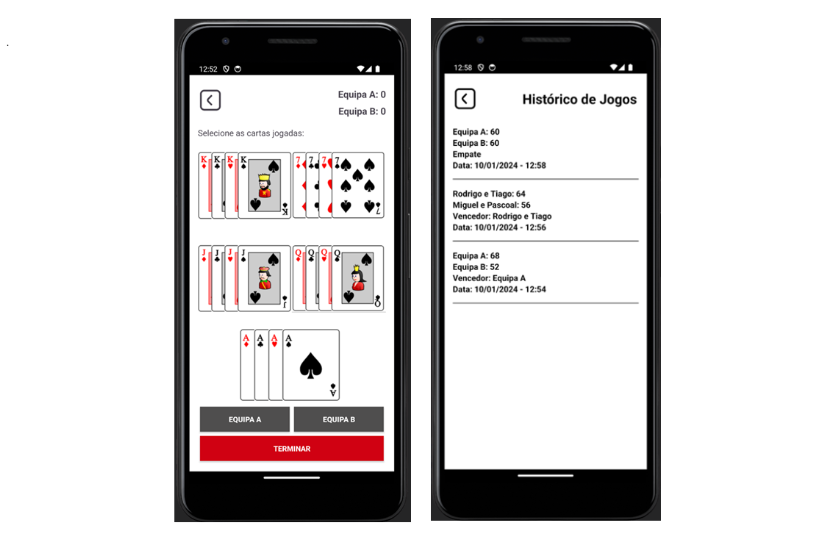 .
12:52
Equipa A: 0
Equipa B: 0
Selecione as cartas jogadas:
K K K K 7 7 7 7
K 7
J J J J Q Q Q Q
J Q
A A A A
A
EQUIPA A EQUIPA B
TERMINAR
12:58
Histórico de Jogos
Equipa A: 60
Equipa B: 60
Empate
Data: 10/01/2024 - 12:58
Rodrigo e Tiago: 64
Miguel e Pascoal: 56
Vencedor: Rodrigo e Tiago
Data: 10/01/2024 - 12:56
Equipa A: 68
Equipa B: 52
Vencedor: Equipa A
Data: 10/01/2024 - 12:54